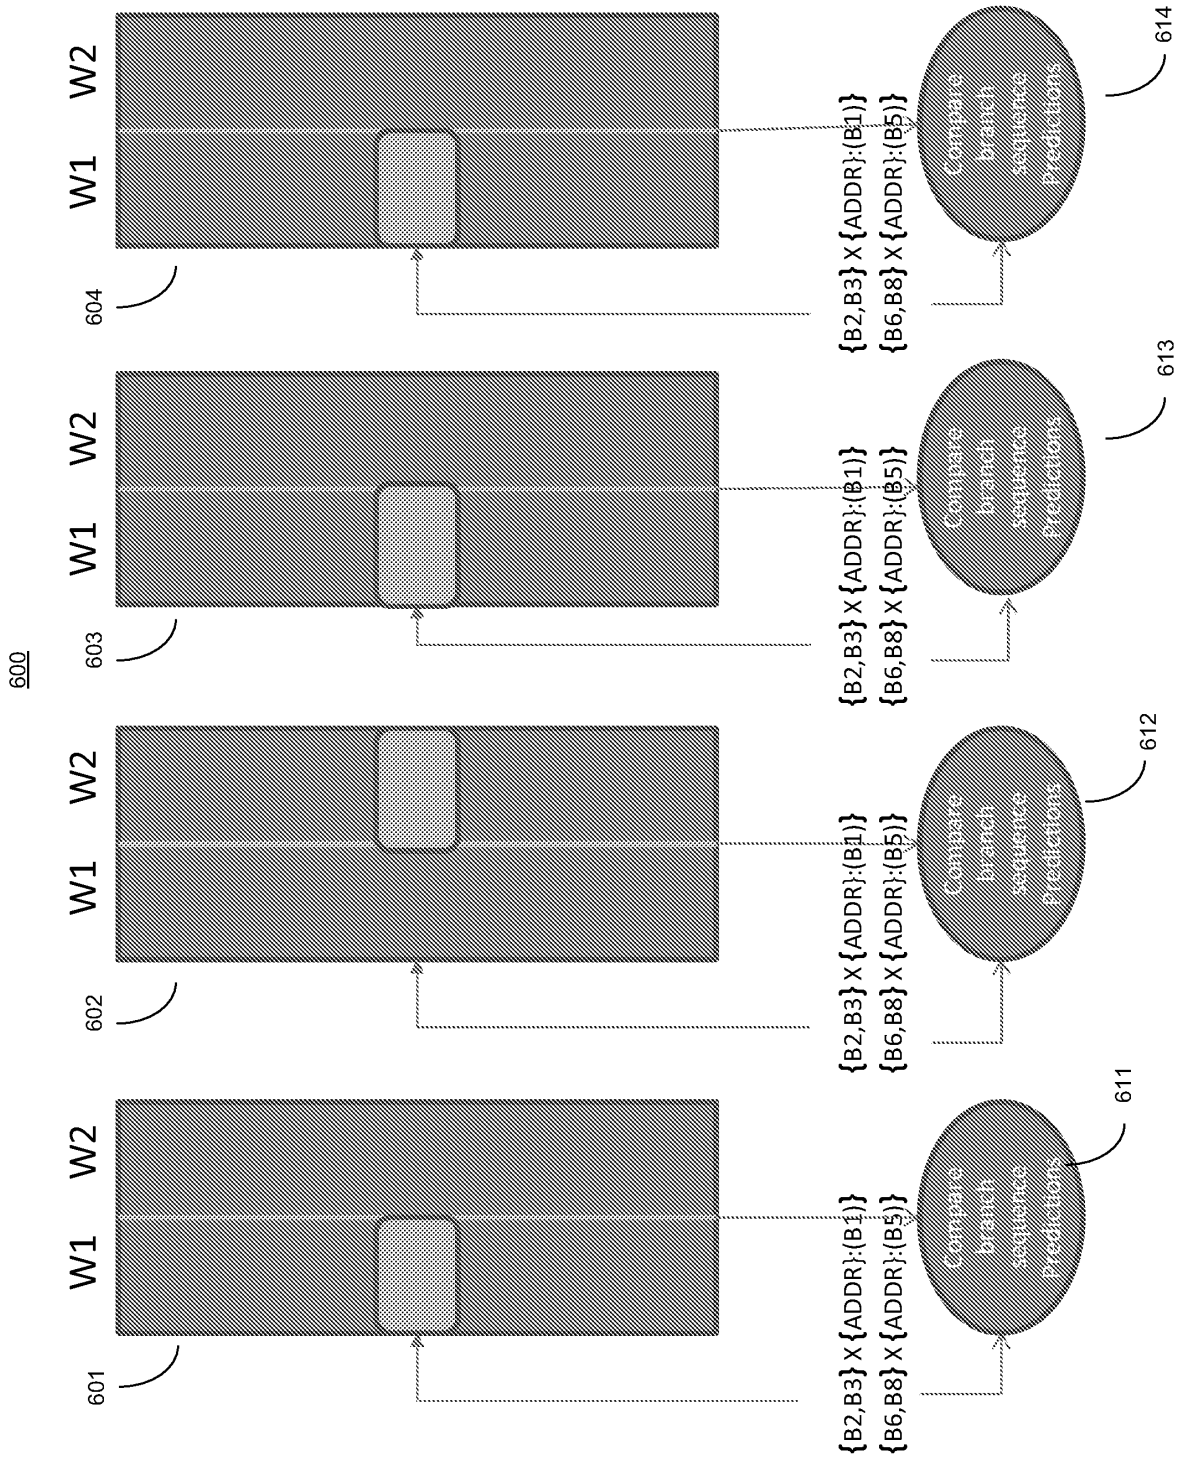 600
601
W1 W2
{B2,B3} X {ADDR}:(B1)}
{B6,B8} X {ADDR}:(B5)}
Compare
branch
sequence
Predictions
611
602
W1 W2
{B2,B3} X {ADDR}:(B1)}
{B6,B8} X {ADDR}:(B5)}
Compare
branch
sequence
Predictions
612
603
W1 W2
{B2,B3} X {ADDR}:(B1)}
{B6,B8} X {ADDR}:(B5)}
Compare
branch
sequence
Predictions
613
604
W1 W2
{B2,B3} X {ADDR}:(B1)}
{B6,B8} X {ADDR}:(B5)}
Compare
branch
sequence
Predictions
614